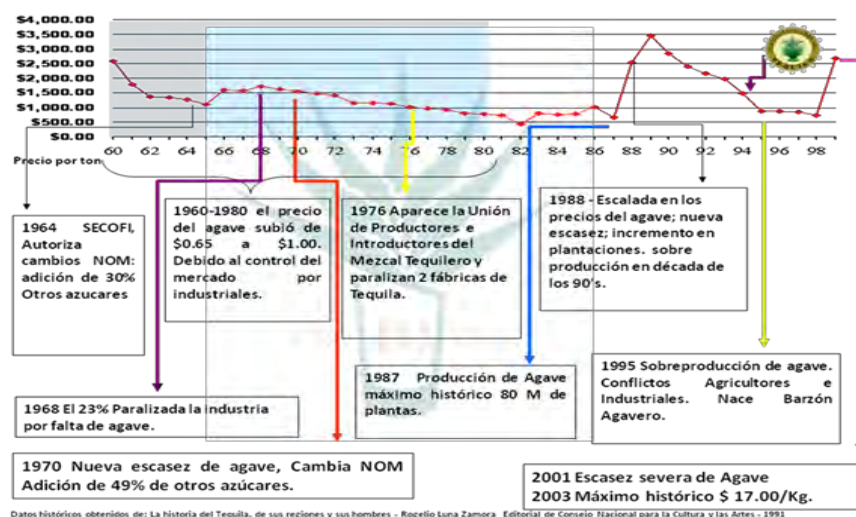 $4,000.00
$3,500.00
$3,000.00
$2,500.00
$2,000.00
$1,500.00
$1,000.00
$500.00
$0.00
Precio por ton
60 62 64 66 68 70 72 74 76 78 80 82 84 86 88 90 92 94 96 98
1964 SECOFI,
Autoriza
cambios NOM:
adición de 30%
Otros azucares
1960-1980 el precio
del agave subió de
$0.65 a $1.00.
Debido al control del
mercado por
industriales.
1976 Aparece la Unión
de Productores e
Introductores del
Mezcal Tequilero y
paralizan 2 fábricas de
Tequila.
1988 - Escalada en los
precios del agave; nueva
escasez; incremento en
plantaciones. sobre
producción en década de
los 90's.
1968 El 23% Paralizada la industria
por falta de agave.
1987 Producción de Agave
máximo histórico 80 M de
plantas.
1995 Sobreproducción de agave.
Conflictos Agricultores e
Industriales. Nace Barzón
Agavero.
1970 Nueva escasez de agave, Cambia NOM
Adición de 49% de otros azúcares.
2001 Escasez severa de Agave
2003 Máximo histórico $ 17.00/Kg.
Datos históricos obtenidos de: La historia del Tequila, de sus regiones y sus hombres - Rogelio Luna Zamora Editorial de Consejo Nacional para la Cultura y las Artes - 1991